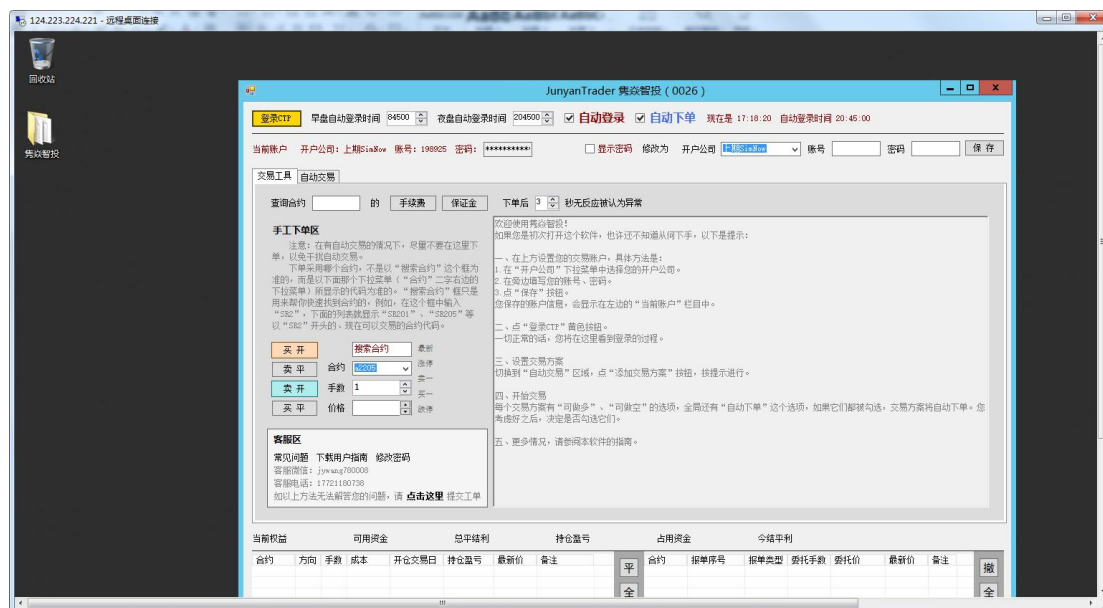 124.223.224.221 - 远程桌面连接
回收站
隽焱智投
JunyanTrader 隽焱智投 ( 0026 )
登录CTP 早盘自动登录时间 84500 夜盘自动登录时间 204500 自动登录 自动下单 现在是 17:18:20 自动登录时间 20:45:00
当前账户 开户公司: 上期SimNow 账号: 198925 密码: ********** 显示密码 修改为 开户公司 上期SimNow 账号 密码 保 存
交易工具 自动交易
查询合约 的 手续费 保证金 下单后 3 秒无反应被认为异常
手工下单区
注意: 在有自动交易的情况下，尽量不要在这里下
单，以免干扰自动交易。
下单采用哪个合约，不是以“搜索合约”这个框为
准的，而是以下面那个下拉菜单（“合约”二字右边的
下拉菜单）所显示的代码为准的。“搜索合约”框只是
用来帮你快速找到合约的，例如，在这个框中输入
“SR2”，下面的列表就显示“SR201”、“SR205”等
以“SR2”开头的、现在可以交易的合约代码。
买 开 搜索合约 最新
卖 平 合约 a2205 涨停
卖一
卖 开 手数 1 买一
买 平 价格 跌停
客服区
常见问题 下载用户指南 修改密码
客服微信: jywang780008
客服电话: 17721180738
如以上方法无法解答您的问题，请 点击这里 提交工单
欢迎使用隽焱智投!
如果您是初次打开这个软件，也许还不知道从何下手，以下是提示:
一、在上方设置您的交易账户，具体方法是:
1.在“开户公司”下拉菜单中选择您的开户公司。
2.在旁边填写您的账号、密码。
3.点“保存”按钮。
您保存的账户信息，会显示在左边的“当前账户”栏目中。
二、点“登录CTP”黄色按钮。
一切正常的话，您将在这里看到登录的过程。
三、设置交易方案
切换到“自动交易”区域，点“添加交易方案”按钮，按提示进行。
四、开始交易
每个交易方案有“可做多”、“可做空”的选项，全局还有“自动下单”这个选项，如果它们都被勾选，交易方案将自动下单。您
考虑好之后，决定是否勾选它们。
五、更多情况，请参阅本软件的指南。
当前权益 可用资金 总平结利 持仓盈亏 占用资金 今结平利
合约 方向 手数 成本 开仓交易日 持仓盈亏 最新价 备注 平 合约 报单序号 报单类型 委托手数 委托价 最新价 备注 撤
全 全